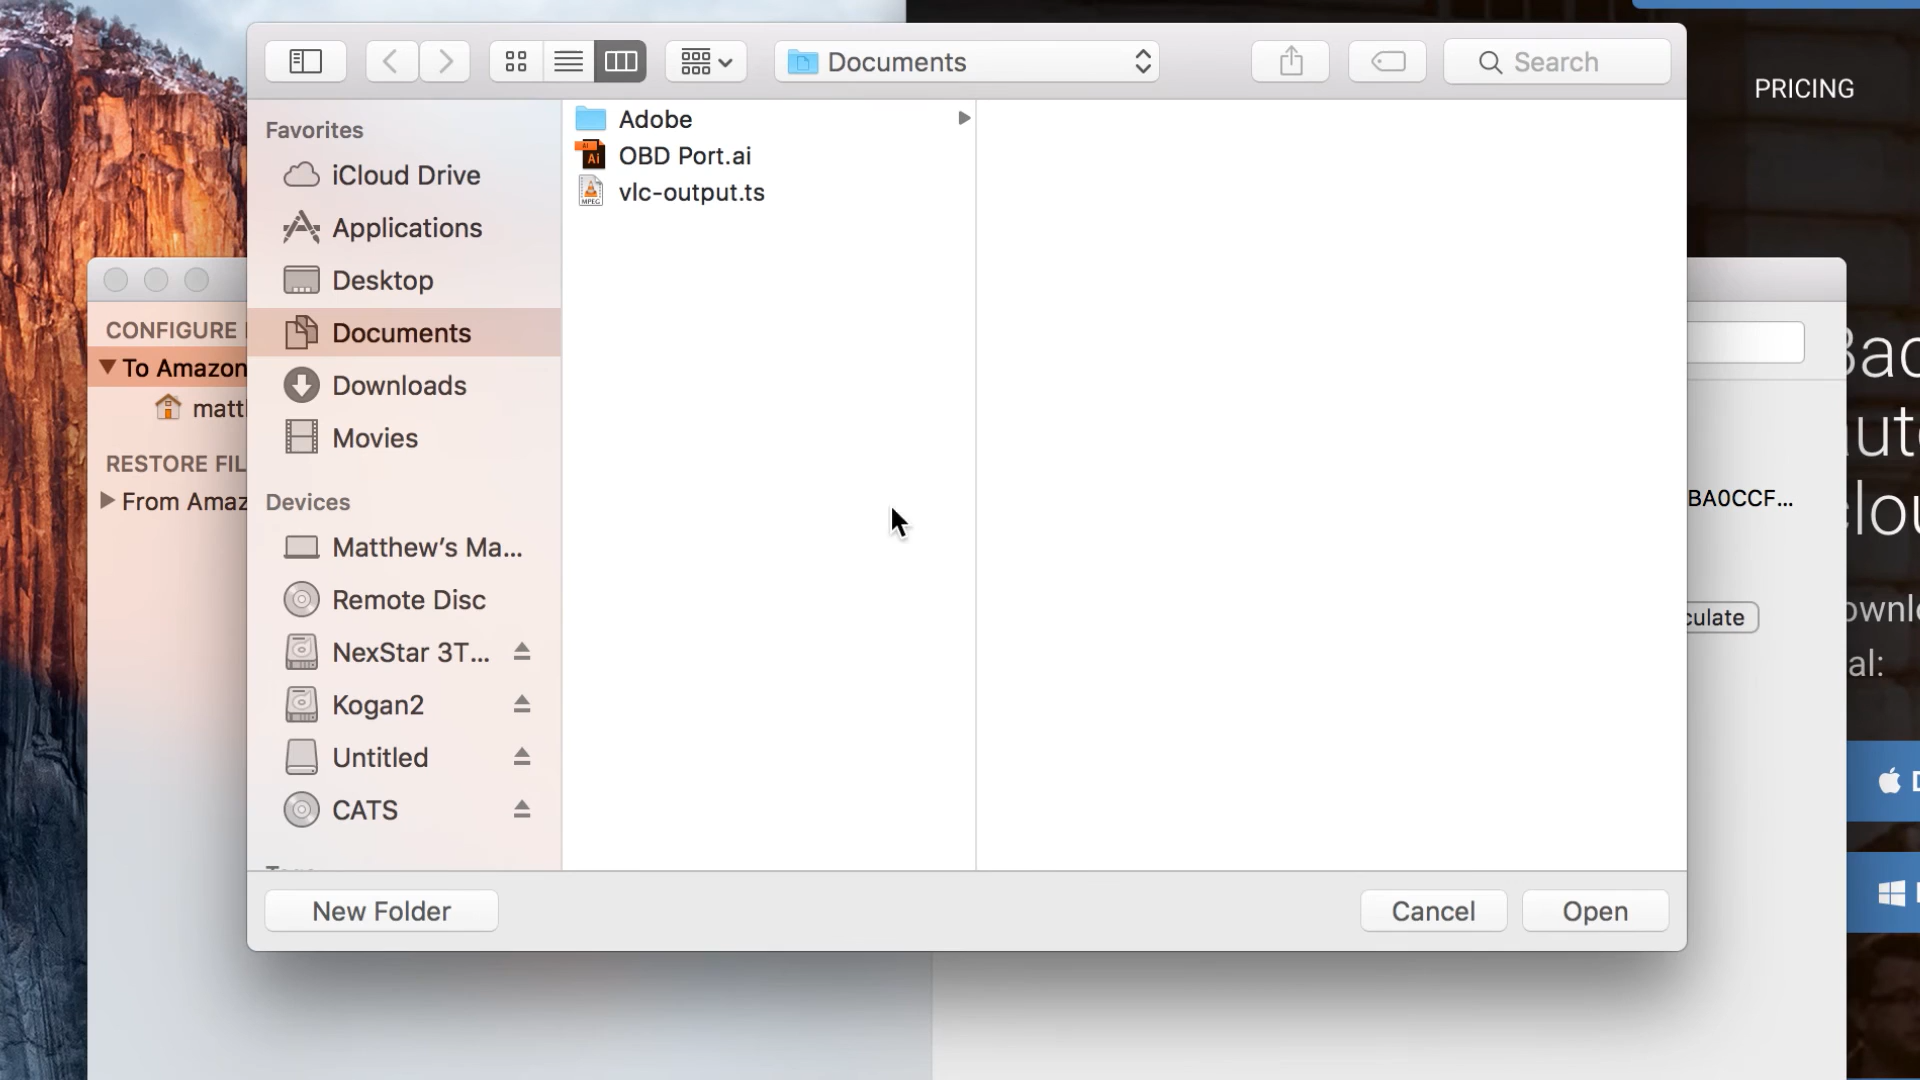 Documents
Search
PRICING
Favorites
iCloud Drive
Applications
Desktop
Documents
Downloads
Movies
Devices
Matthew's Ma...
Remote Disc
NexStar 3T...
Kogan2
Untitled
CATS
Adobe
OBD Port.ai
vlc-output.ts
CONFIGURE
To Amazon
matt
RESTORE FIL
From Amaz
BA0CCF...
culate
al:
New Folder
Cancel
Open